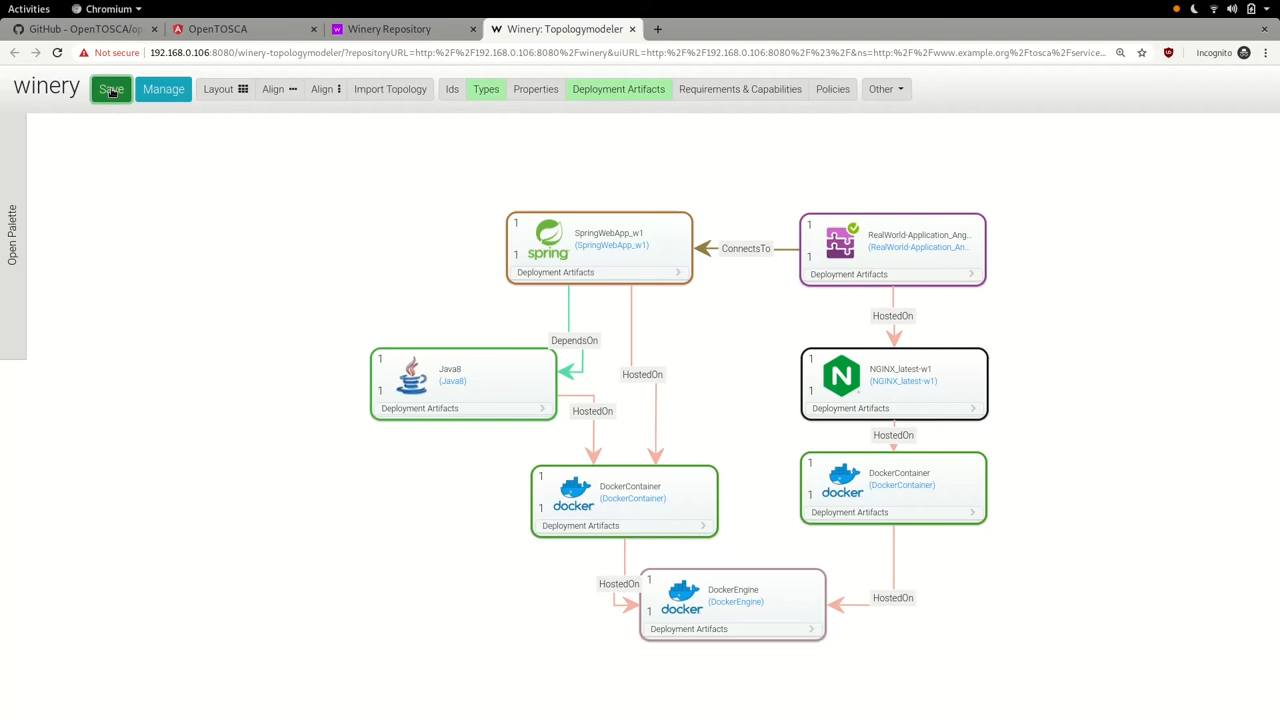 Activities
Chromium
GitHub - OpenTOSCA/op
OpenTOSCA
Winery Repository
Winery: Topologymodeler
Not secure
192.168.0.106:8080/winery-topologymodeler/?repositoryURL=http:%2F%2F192.168.0.106:8080%2Fwinery&uiURL=http:%2F%2F192.168.0.106:8080%2F%23%2F&ns=http:%2F%2Fwww.example.org%2Ftosca%2Fservice...
Incognito
winery
Save
Manage
Layout
Align
Align
Import Topology
Ids
Types
Properties
Deployment Artifacts
Requirements & Capabilities
Policies
Other
Open Palette
1
1
spring
SpringWebApp_w1
(SpringWebApp_w1)
Deployment Artifacts
ConnectsTo
1
1
RealWorld-Application_Ang...
(RealWorld-Application_An...
Deployment Artifacts
HostedOn
DependsOn
HostedOn
1
1
Java8
(Java8)
Deployment Artifacts
HostedOn
1
1
N
NGINX_latest-w1
(NGINX_latest-w1)
Deployment Artifacts
HostedOn
1
1
docker
DockerContainer
(DockerContainer)
Deployment Artifacts
1
1
docker
DockerContainer
(DockerContainer)
Deployment Artifacts
HostedOn
HostedOn
1
1
docker
DockerEngine
(DockerEngine)
Deployment Artifacts